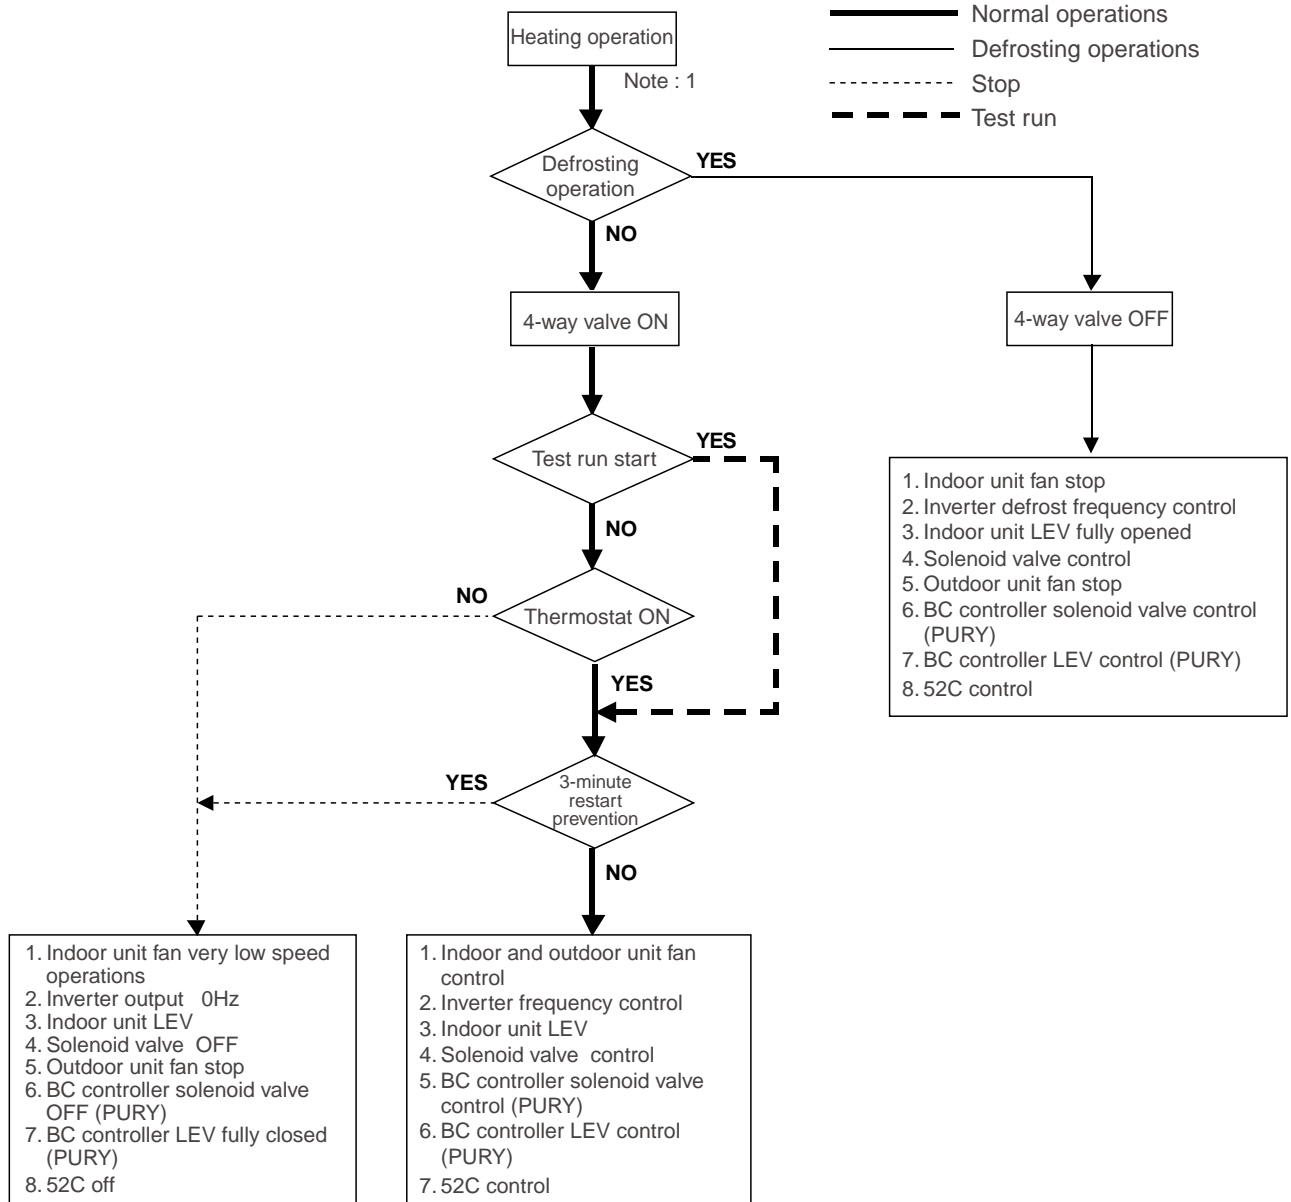 Normal operations
Defrosting operations
Stop
Test run
Heating operation
Note : 1
Defrosting
operation
YES
NO
4-way valve ON
4-way valve OFF
Test run start
YES
NO
1. Indoor unit fan stop
2. Inverter defrost frequency control
3. Indoor unit LEV fully opened
4. Solenoid valve control
5. Outdoor unit fan stop
6. BC controller solenoid valve control
(PURY)
7. BC controller LEV control (PURY)
8. 52C control
Thermostat ON
NO
YES
3-minute
restart
prevention
YES
NO
1. Indoor unit fan very low speed
operations
2. Inverter output 0Hz
3. Indoor unit LEV
4. Solenoid valve OFF
5. Outdoor unit fan stop
6. BC controller solenoid valve
OFF (PURY)
7. BC controller LEV fully closed
(PURY)
8. 52C off
1. Indoor and outdoor unit fan
control
2. Inverter frequency control
3. Indoor unit LEV
4. Solenoid valve control
5. BC controller solenoid valve
control (PURY)
6. BC controller LEV control
(PURY)
7. 52C control